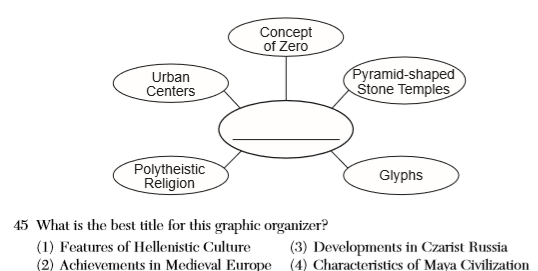 Concept
of Zero
Urban
Centers
Pyramid-shaped
Stone Temples
Polytheistic
Religion
Glyphs
45 What is the best title for this graphic organizer?
(1) Features of Hellenistic Culture
(3) Developments in Czarist Russia
(2) Achievements in Medieval Europe
(4) Characteristics of Maya Civilization